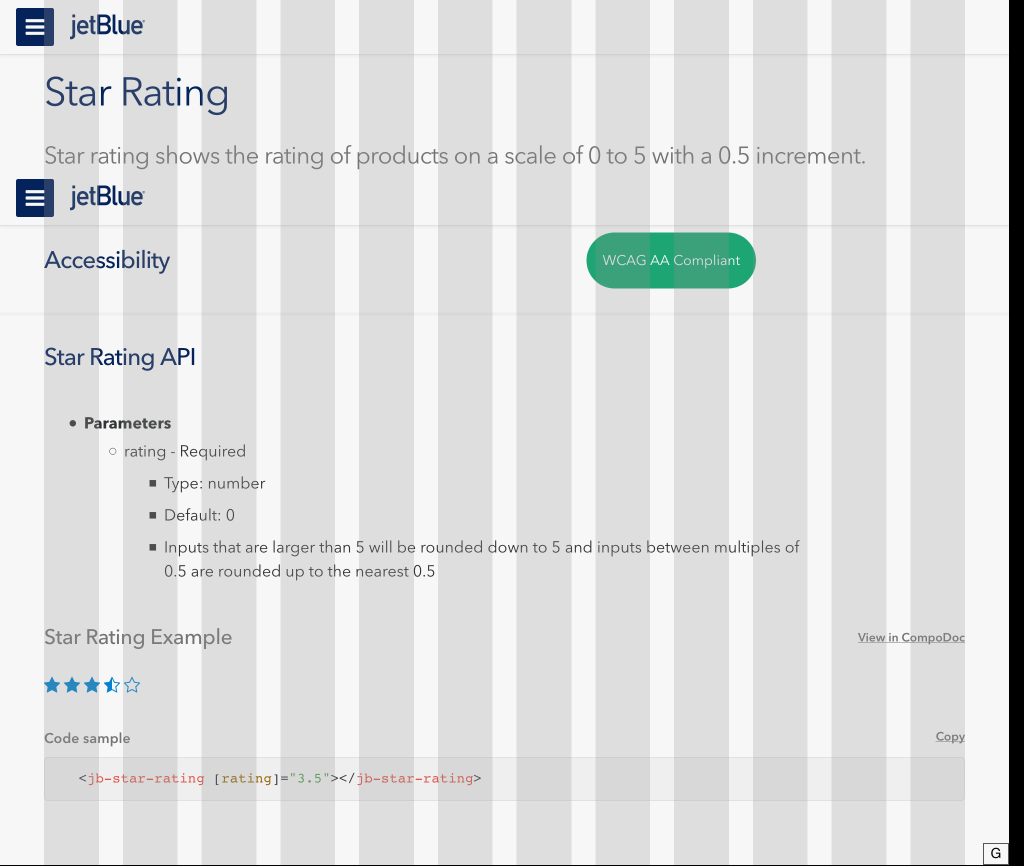 jetBlue
Star Rating
Star rating shows the rating of products on a scale of 0 to 5 with a 0.5 increment.
jetBlue
Accessibility
WCAG AA Compliant
Star Rating API
Parameters
rating - Required
Type: number
Default: 0
Inputs that are larger than 5 will be rounded down to 5 and inputs between multiples of
0.5 are rounded up to the nearest 0.5
Star Rating Example
View in CompoDoc
Code sample
Copy
<jb-star-rating [rating]="3.5"></jb-star-rating>
G